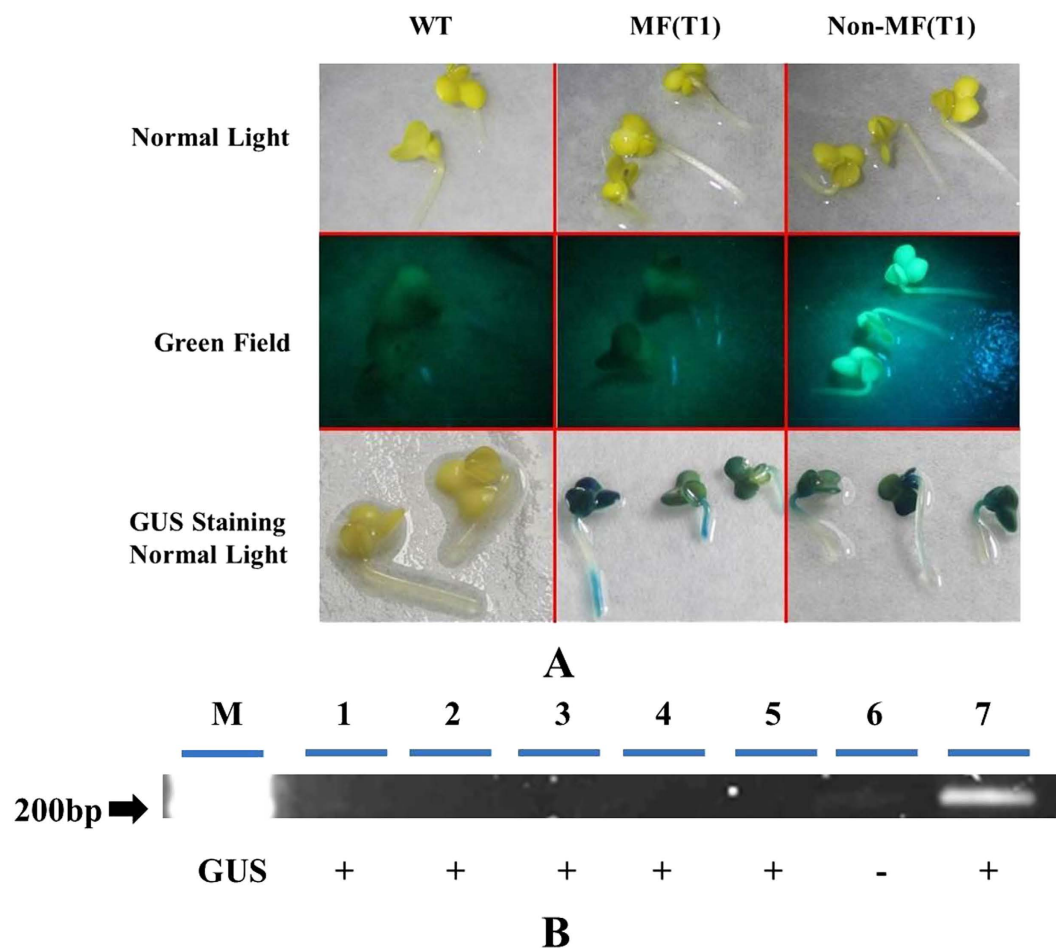 WT MF(T1) Non-MF(T1)
Normal Light
Green Field
GUS Staining
Normal Light
A
M 1 2 3 4 5 6 7
200bp
GUS + + + + + - +
B